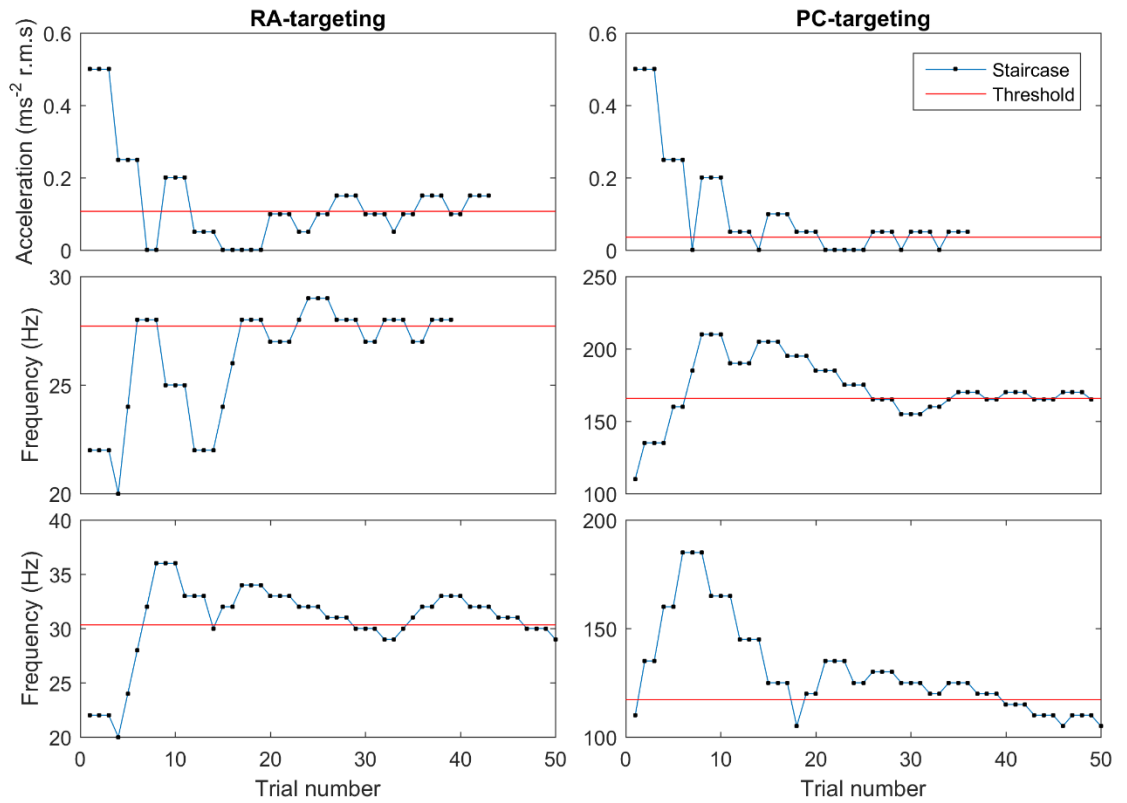 RA-targeting
PC-targeting
Acceleration (ms-2 r.m.s)
0.6
0.4
0.2
0
0.6
0.4
0.2
0
Staircase
Threshold
Frequency (Hz)
30
25
20
250
200
150
100
Frequency (Hz)
40
35
30
25
20
200
150
100
0 10 20 30 40 50
0 10 20 30 40 50
Trial number
Trial number